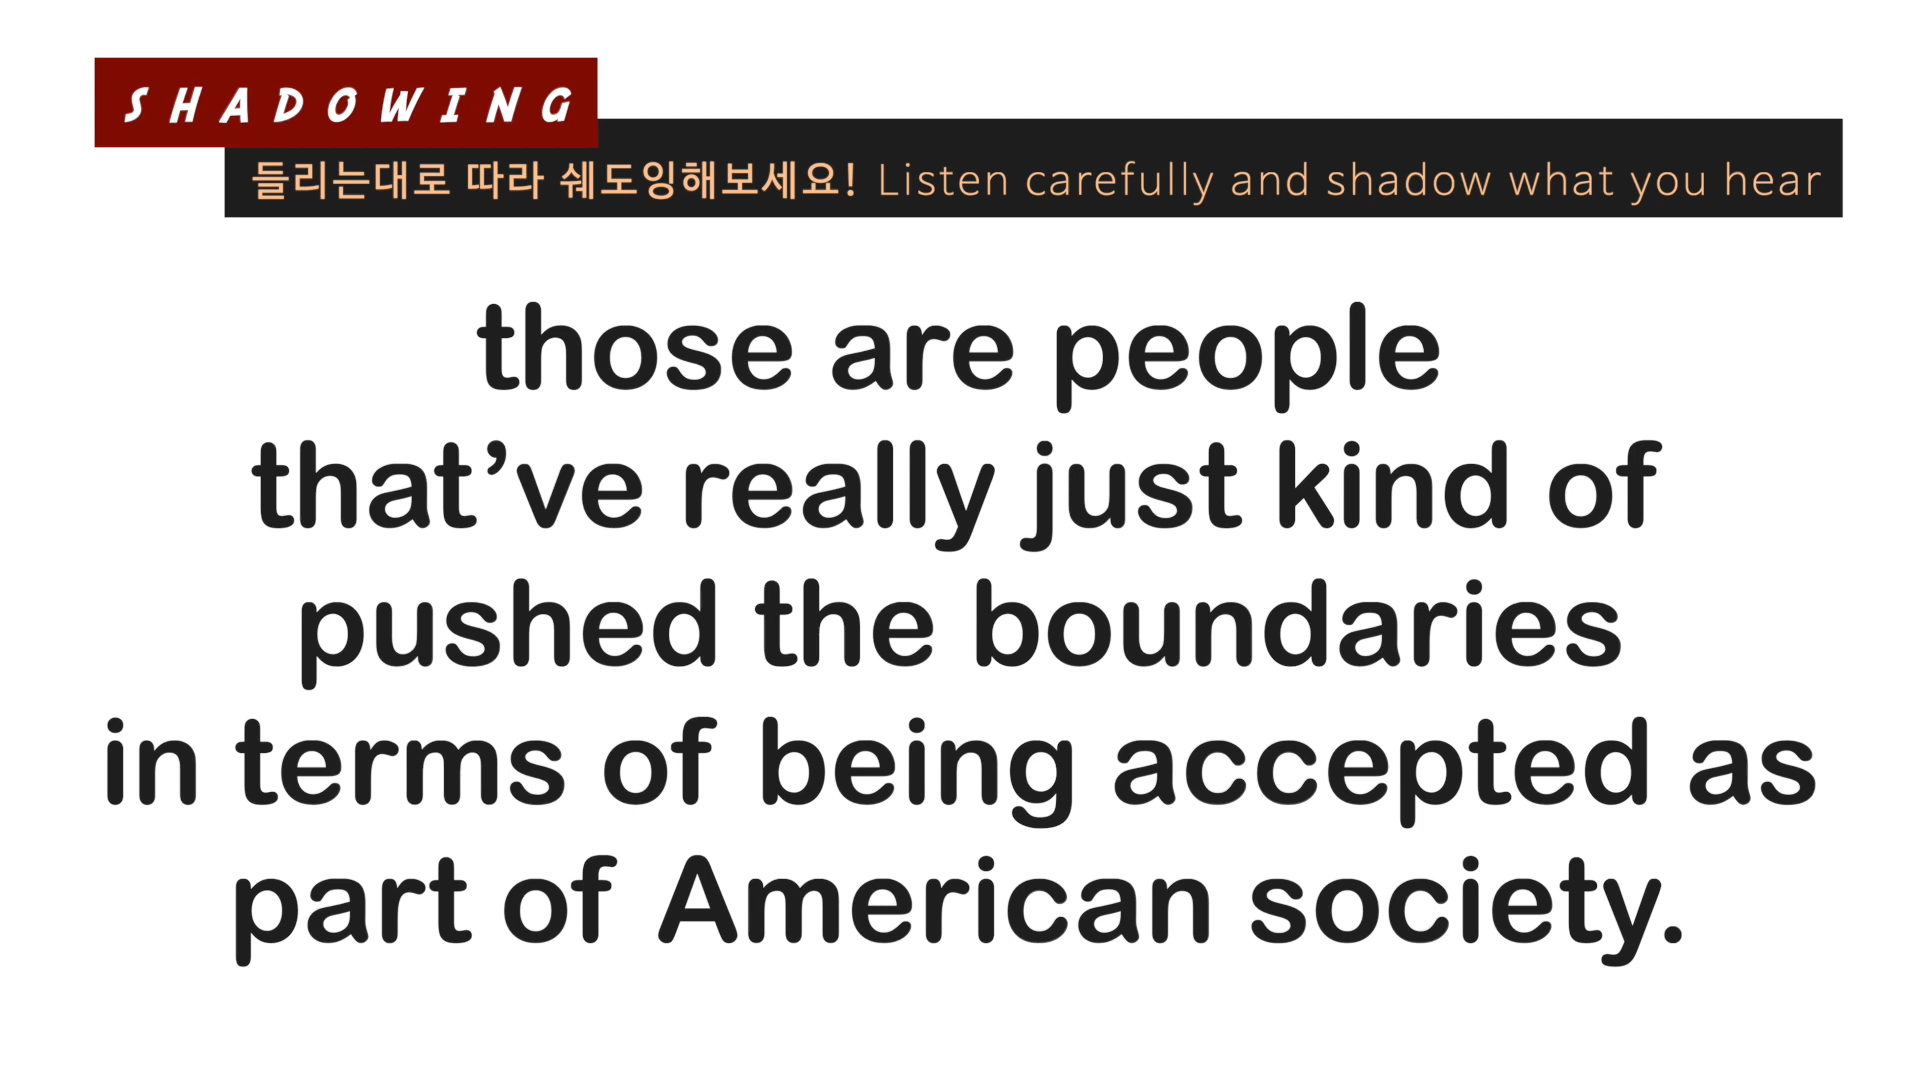 SHADOWING
들리는대로 따라 쉐도잉해보세요! Listen carefully and shadow what you hear
those are people
that’ve really just kind of
pushed the boundaries
in terms of being accepted as
part of American society.